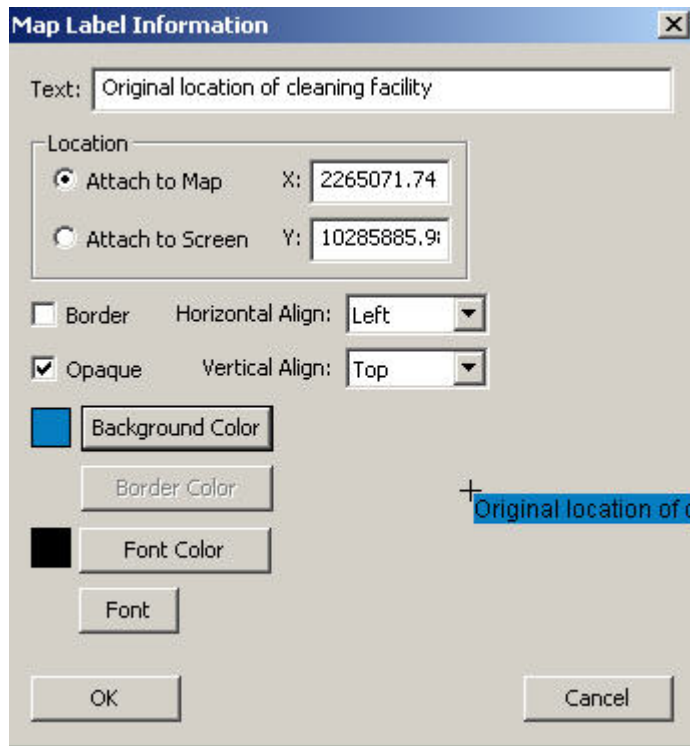 Map Label Information
Text: Original location of cleaning facility
Location
Attach to Map X: 2265071.74
Attach to Screen Y: 10285885.9
Border Horizontal Align: Left
Opaque Vertical Align: Top
Background Color
Border Color
Original location of
Font Color
Font
OK Cancel